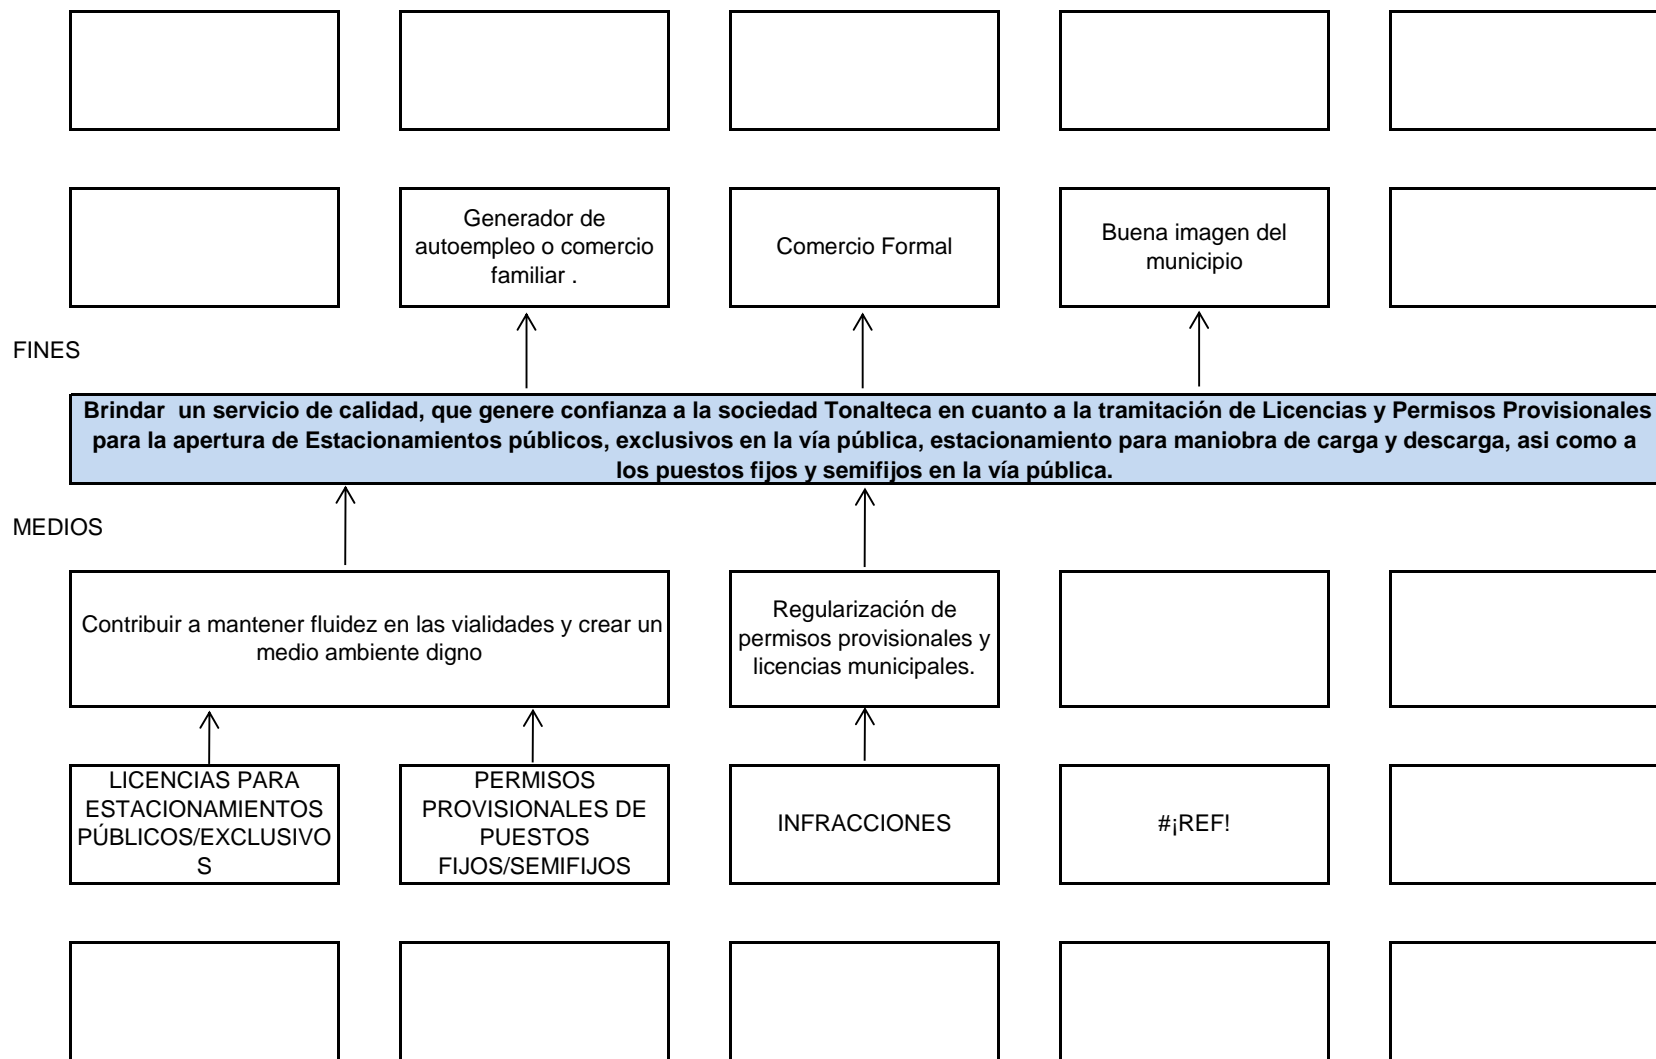 Generador de
autoempleo o comercio
familiar .
Comercio Formal
Buena imagen del
municipio
FINES
Brindar  un servicio de calidad, que genere confianza a la sociedad Tonalteca en cuanto a la tramitación de Licencias y Permisos Provisionales
para la apertura de Estacionamientos públicos, exclusivos en la vía pública, estacionamiento para maniobra de carga y descarga, asi como a
los puestos fijos y semifijos en la vía pública.
MEDIOS
Contribuir a mantener fluidez en las vialidades y crear un
medio ambiente digno
Regularización de
permisos provisionales y
licencias municipales.
LICENCIAS PARA
ESTACIONAMIENTOS
PÚBLICOS/EXCLUSIVO
S
PERMISOS
PROVISIONALES DE
PUESTOS
FIJOS/SEMIFIJOS
INFRACCIONES
#¡REF!